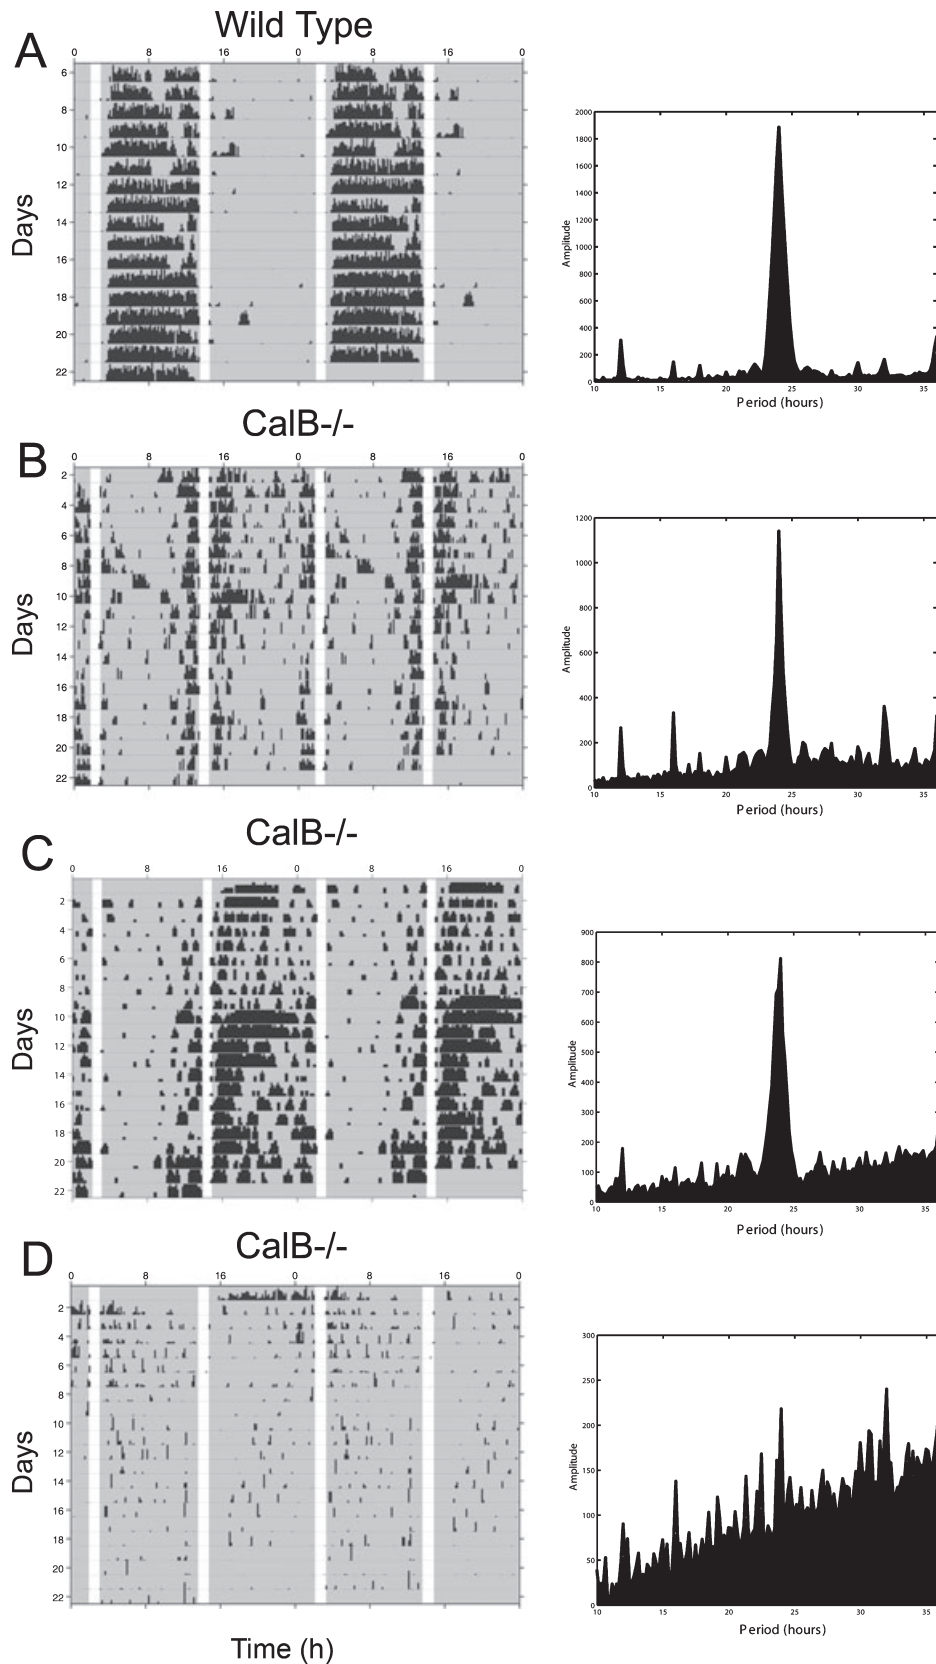 A
Wild Type
0 8 16 0 8 16 0
6
8
10
12
14
16
18
20
22
Days
2000
1800
1600
1400
1200
1000
800
600
400
200
0
Amplitude
10 15 20 25 30 35
Period (hours)
B
CalB-/-
0 8 16 0 8 16 0
2
4
6
8
10
12
14
16
18
20
22
Days
1200
1000
800
600
400
200
0
Amplitude
10 15 20 25 30 35
Period (hours)
C
CalB-/-
0 8 16 0 8 16 0
2
4
6
8
10
12
14
16
18
20
22
Days
900
800
700
600
500
400
300
200
100
0
Amplitude
10 15 20 25 30 35
Period (hours)
D
CalB-/-
0 8 16 0 8 16 0
2
4
6
8
10
12
14
16
18
20
22
Days
Time (h)
300
250
200
150
100
50
0
Amplitude
10 15 20 25 30 35
Period (hours)